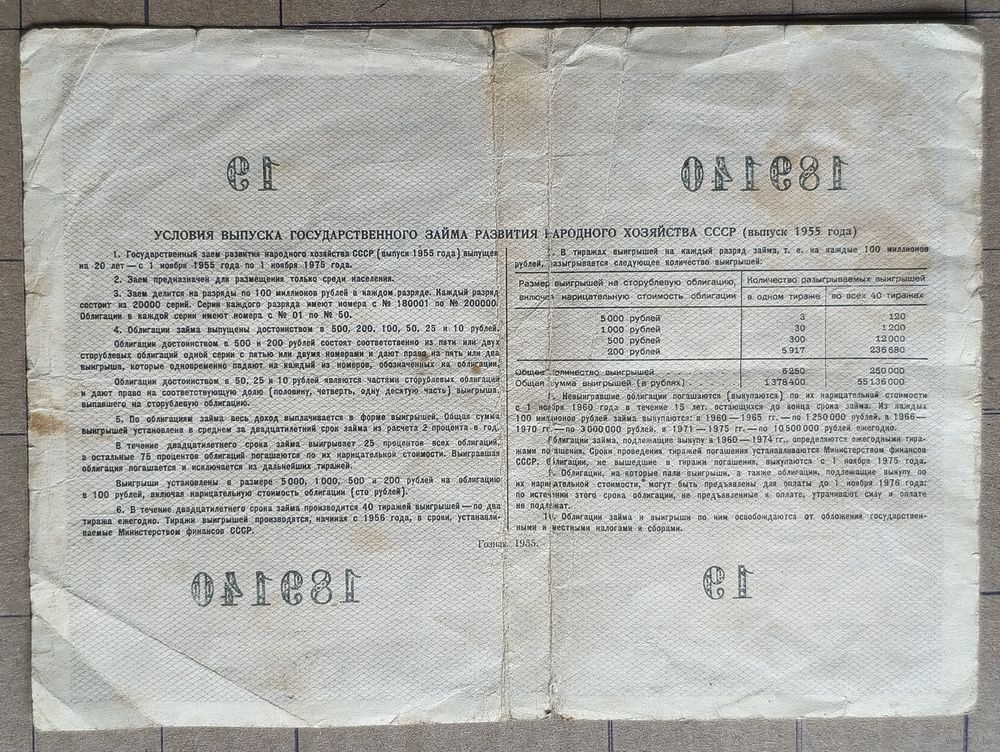 19
189140
УСЛОВИЯ ВЫПУСКА ГОСУДАРСТВЕННОГО ЗАЙМА РАЗВИТИЯ НАРОДНОГО ХОЗЯЙСТВА СССР (выпуск 1955 года)
1. Государственный заем развития народного хозяйства СССР (выпуск 1955 года) выпущен
на 20 лет — с 1 ноября 1955 года по 1 ноября 1975 года.
2. Заем предназначен для размещения только среди населения.
3. Заем делится на разряды по 100 миллионов рублей в каждом разряде. Каждый разряд
состоит из 20000 серий. Серии каждого разряда имеют номера с № 180001 по № 200000.
Облигации в каждой серии имеют номера с № 01 по № 50.
4. Облигации займа выпущены достоинством в 500, 200, 100, 50, 25 и 10 рублей.
Облигации достоинством в 500 и 200 рублей состоят соответственно из пяти или двух
сторублевых облигаций одной серии с пятью или двумя номерами и дают право на пять или два
выигрыша, которые одновременно падают на каждый из номеров, обозначенных на облигации.
Облигации достоинством в 50, 25 и 10 рублей являются частями сторублевых облигаций
и дают право на соответствующую долю (половину, четверть, одну десятую часть) выигрыша,
выпавшего на сторублевую облигацию.
5. По облигациям займа весь доход выплачивается в форме выигрышей. Общая сумма
выигрышей установлена в среднем за двадцатилетний срок займа из расчета 2 процента в год.
В течение двадцатилетнего срока займа выигрывает 25 процентов всех облигаций,
а остальные 75 процентов облигаций погашаются по их нарицательной стоимости. Выигравшая
облигация погашается и исключается из дальнейших тиражей.
Выигрыши установлены в размере 5000, 1000, 500 и 200 рублей на облигацию
в 100 рублей, включая нарицательную стоимость облигации (сто рублей).
6. В течение двадцатилетнего срока займа производится 40 тиражей выигрышей — по два
тиража ежегодно. Тиражи выигрышей производятся, начиная с 1956 года, в сроки, устанавли-
ваемые Министерством финансов СССР.
В тиражах выигрышей на каждый разряд займа, т. е. на каждые 100 миллионов
рублей, разыгрывается следующее количество выигрышей:
Размер выигрышей на сторублевую облигацию,
включая нарицательную стоимость облигации
Количество разыгрываемых выигрышей
в одном тираже во всех 40 тиражах
5000 рублей 3 120
1000 рублей 30 1200
500 рублей 300 12000
200 рублей 5917 236680
Общее количество выигрышей 6250 250000
Общая сумма выигрышей (в рублях) . . . 1378400 55136000
Невыигравшие облигации погашаются (выкупаются) по их нарицательной стоимости
с 1 ноября 1960 года в течение 15 лет, остающихся до конца срока займа. Из каждых
100 миллионов рублей займа выкупаются: в 1960 — 1965 гг. — по 1250000 рублей, в 1966 —
1970 гг. — по 3000000 рублей, в 1971 — 1975 гг. — по 10500000 рублей ежегодно.
Облигации займа, подлежащие выкупу в 1960 — 1974 гг., определяются ежегодными тира-
жами погашения. Сроки проведения тиражей погашения устанавливаются Министерством финансов
СССР. Облигации, не вышедшие в тиражи погашения, выкупаются с 1 ноября 1975 года.
Облигации, на которые пали выигрыши, а также облигации, подлежащие выкупу по
их нарицательной стоимости, могут быть предъявлены для оплаты до 1 ноября 1976 года;
по истечении этого срока облигации, не предъявленные к оплате, утрачивают силу и оплате
не подлежат.
10. Облигации займа и выигрыши по ним освобождаются от обложения государствен-
ными и местными налогами и сборами.
Гознак. 1955.
189140
19